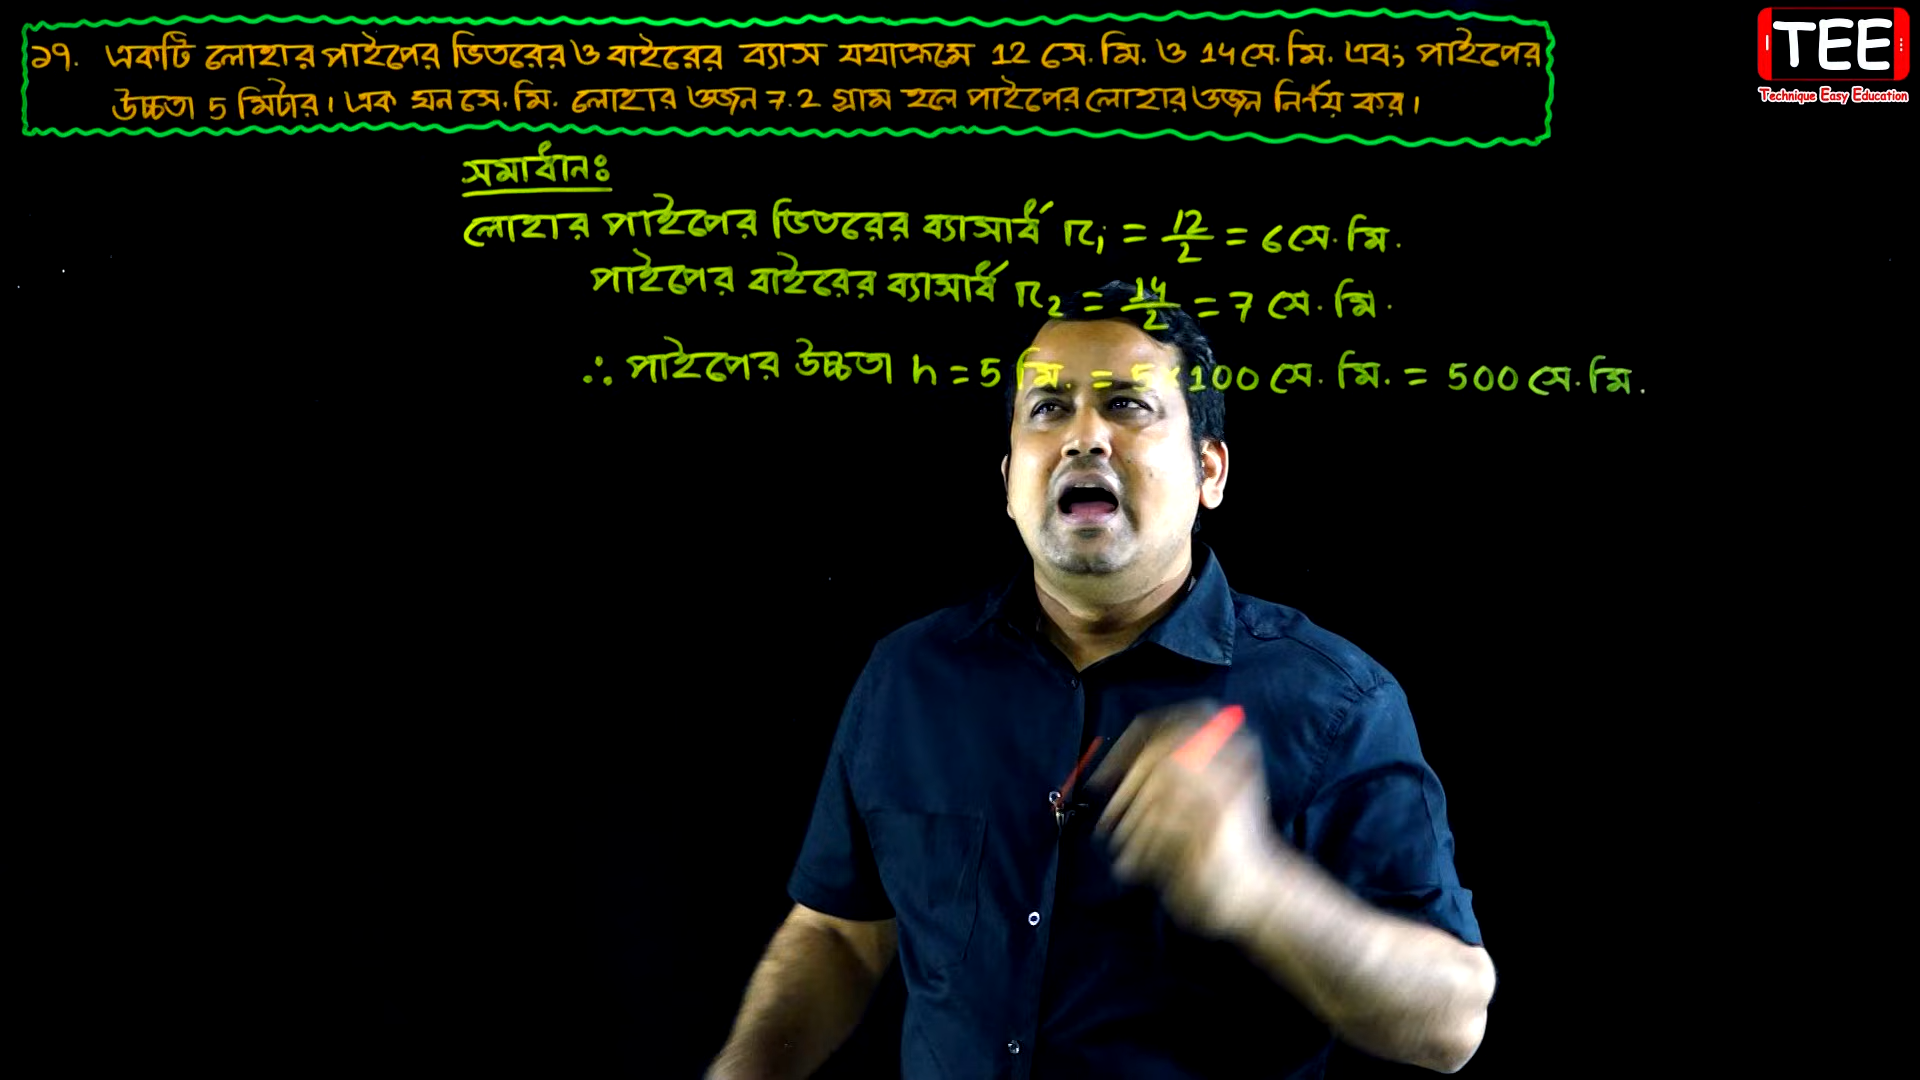 ১৭. একটি লোহার পাইপের ভিতরের ও বাইরের ব্যাস যথাক্রমে 12 সে. মি. ও 14 সে. মি. এবং পাইপের
উচ্চতা 5 মিটার। এক ঘন সে. মি. লোহার ওজন 7.2 গ্রাম হলে পাইপের লোহার ওজন নির্ণয় কর।
TEE
Technique Easy Education
সমাধানঃ
লোহার পাইপের ভিতরের ব্যাসার্ধ r₁ = 12/2 = 6 সে. মি.
পাইপের বাইরের ব্যাসার্ধ r₂ = 14/2 = 7 সে. মি.
∴ পাইপের উচ্চতা h = 5 মি. = 5 × 100 সে. মি. = 500 সে. মি.